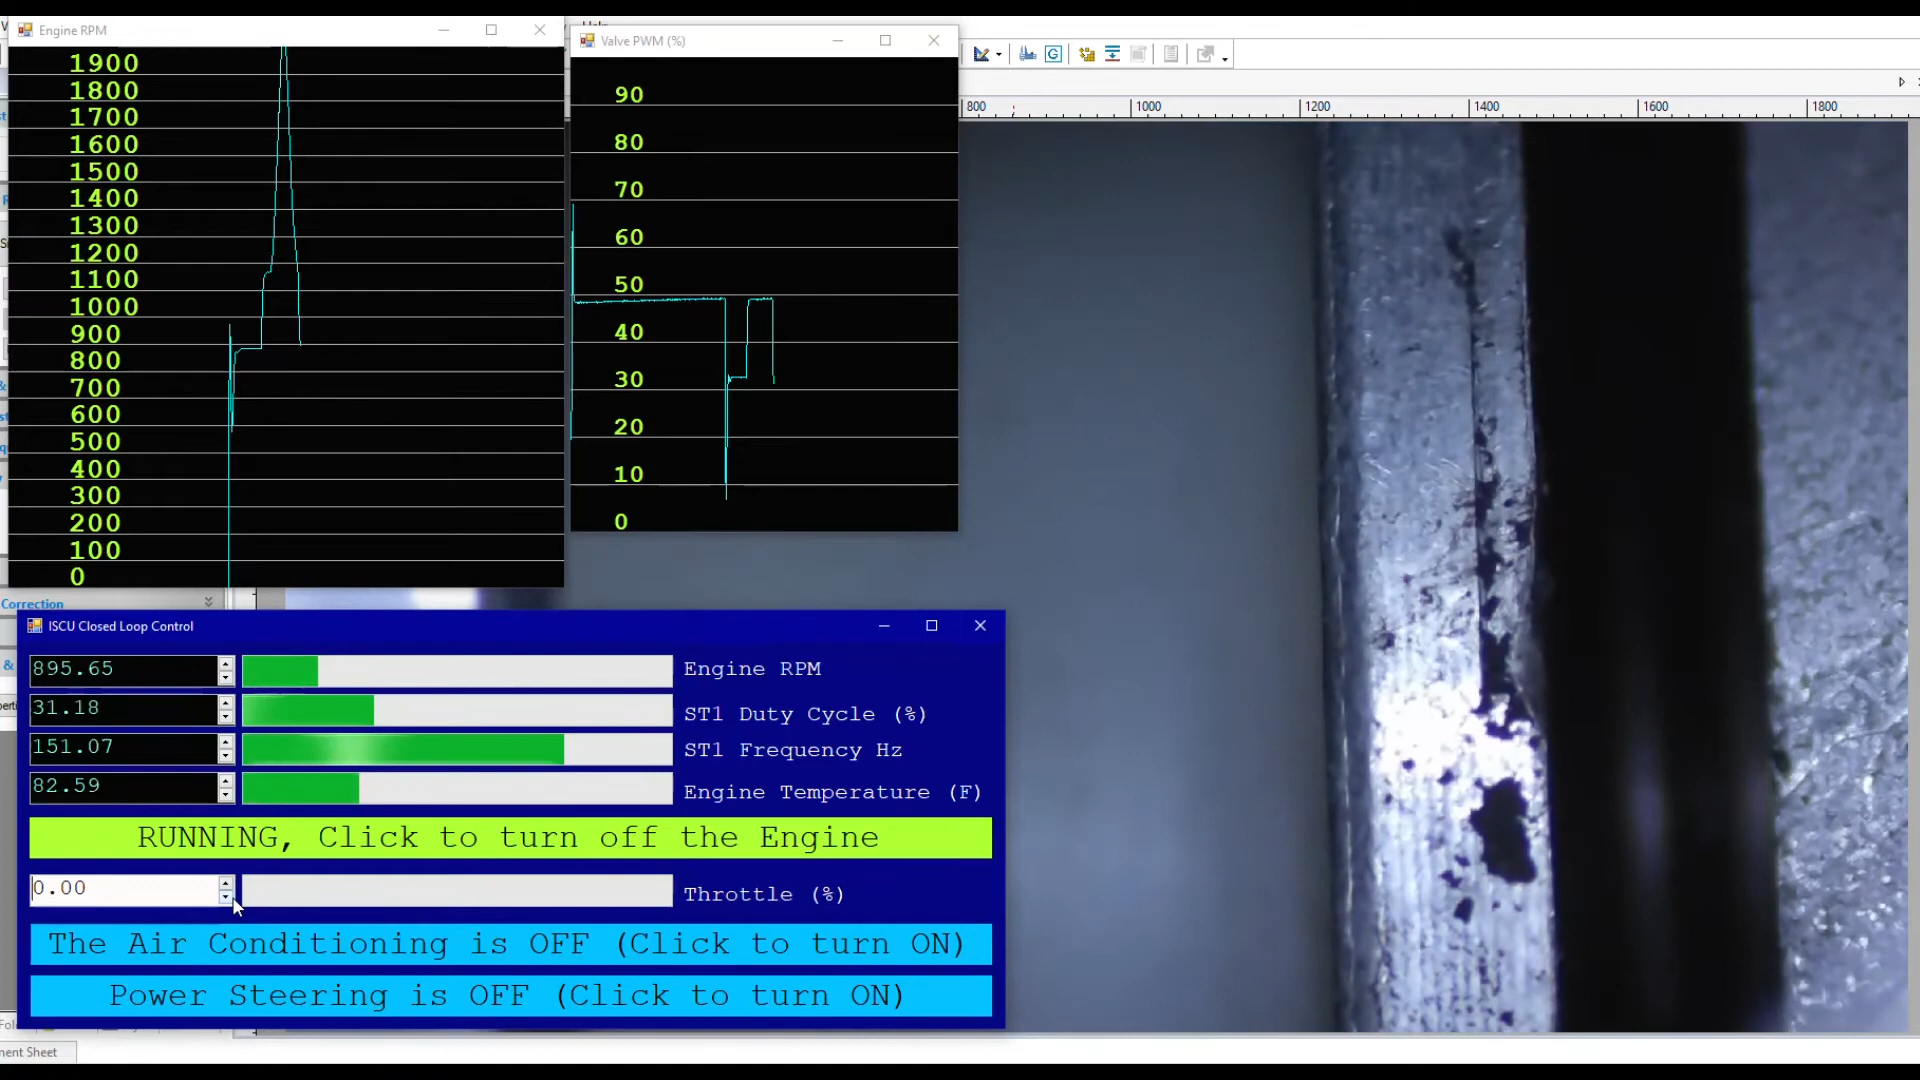 Engine RPM
1900
1800
1700
1600
1500
1400
1300
1200
1100
1000
900
800
700
600
500
400
300
200
100
0
Valve PWM (%)
90
80
70
60
50
40
30
20
10
0
G
800 1000 1200 1400 1600 1800
Correction
ISCU Closed Loop Control
895.65 Engine RPM
31.18 ST1 Duty Cycle (%)
151.07 ST1 Frequency Hz
82.59 Engine Temperature (F)
RUNNING, Click to turn off the Engine
0.00 Throttle (%)
The Air Conditioning is OFF (Click to turn ON)
Power Steering is OFF (Click to turn ON)
Sheet